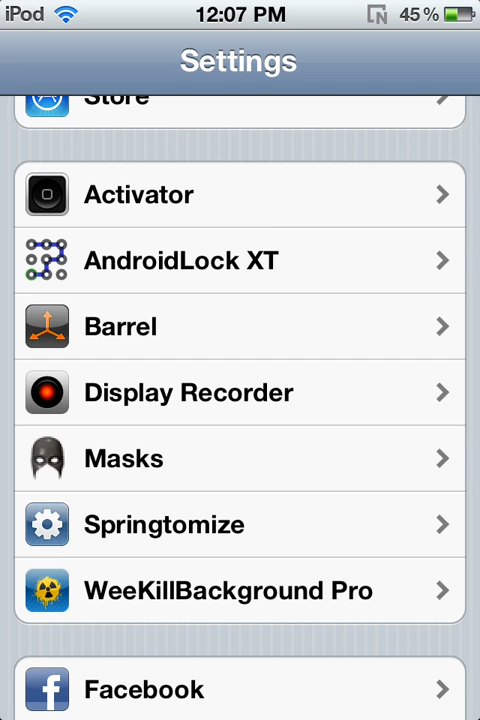 iPod 12:07 PM N 45%
Settings
Store
Activator
AndroidLock XT
Barrel
Display Recorder
Masks
Springtomize
WeeKillBackground Pro
f Facebook